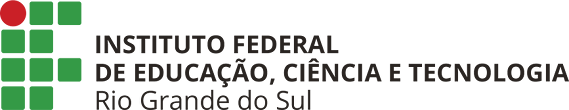 INSTITUTO FEDERAL
DE EDUCAÇÃO, CIÊNCIA E TECNOLOGIA
Rio Grande do Sul